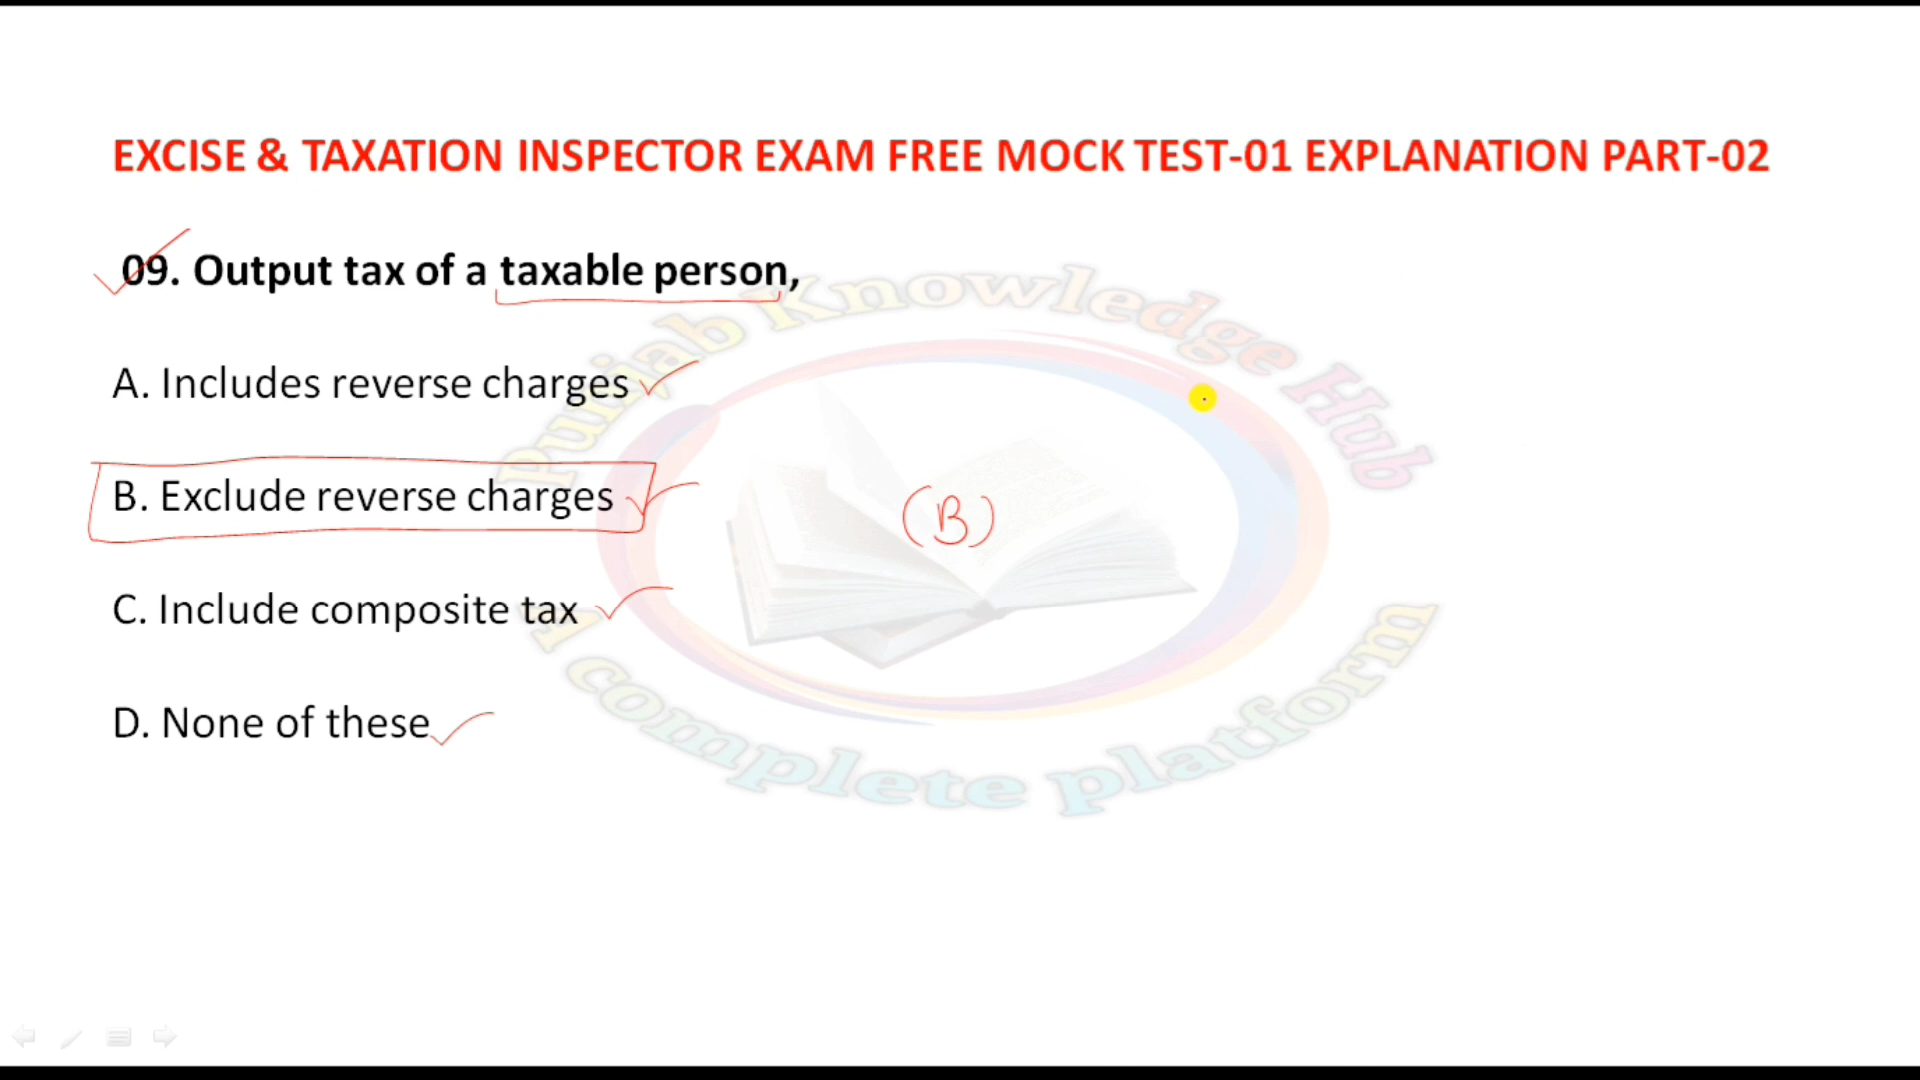 EXCISE & TAXATION INSPECTOR EXAM FREE MOCK TEST-01 EXPLANATION PART-02
09. Output tax of a taxable person,
Punjab Knowledge Hub
A. Includes reverse charges
B. Exclude reverse charges
(B)
C. Include composite tax
D. None of these
A complete platform